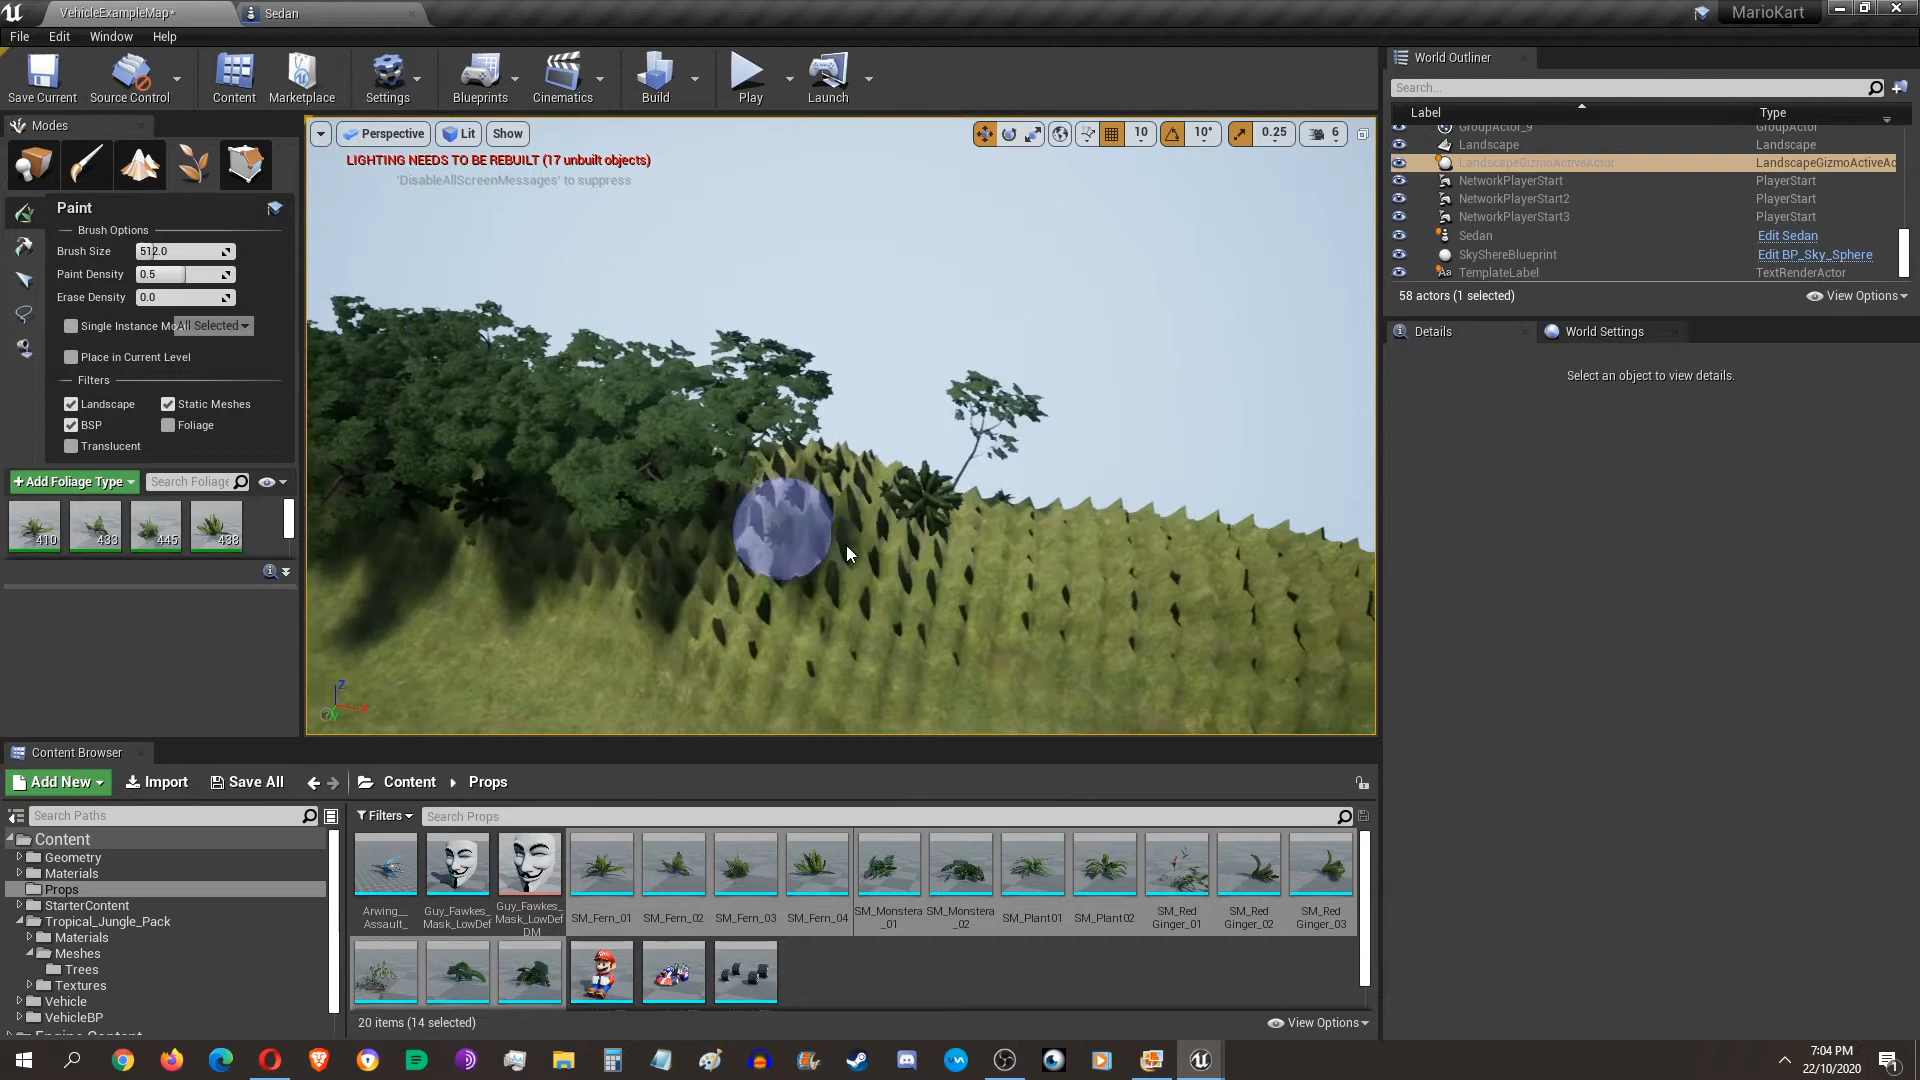 VehicleExampleMap*
Sedan
MarioKart
File Edit Window Help
Save Current
Source Control
Content
Marketplace
Settings
Blueprints
Cinematics
Build
Play
Launch
Modes
Paint
Brush Options
Brush Size 512.0
Paint Density 0.5
Erase Density 0.0
Single Instance Mo All Selected
Place in Current Level
Filters
Landscape Static Meshes
BSP Foliage
Translucent
+ Add Foliage Type Search Foliage
410 433 445 438
Perspective Lit Show
10 10° 0.25 6
LIGHTING NEEDS TO BE REBUILT (17 unbuilt objects)
'DisableAllScreenMessages' to suppress
World Outliner
Search...
Label Type
GroupActor_9 GroupActor
Landscape Landscape
LandscapeGizmoActiveActor LandscapeGizmoActiveAc
NetworkPlayerStart PlayerStart
NetworkPlayerStart2 PlayerStart
NetworkPlayerStart3 PlayerStart
Sedan Edit Sedan
SkyShereBlueprint Edit BP_Sky_Sphere
TemplateLabel TextRenderActor
58 actors (1 selected) View Options
Details World Settings
Select an object to view details.
Content Browser
Add New Import Save All Content Props
Search Paths
Content
Geometry
Materials
Props
StarterContent
Tropical_Jungle_Pack
Materials
Meshes
Trees
Textures
Vehicle
VehicleBP
Engine Content
Filters Search Props
Arwing__
Assault_
Guy_Fawkes_
Mask_LowDef
Guy_Fawkes_
Mask_LowDef
DM
SM_Fern_01
SM_Fern_02
SM_Fern_03
SM_Fern_04
SM_Monstera
_01
SM_Monstera
_02
SM_Plant01
SM_Plant02
SM_Red
Ginger_01
SM_Red
Ginger_02
SM_Red
Ginger_03
20 items (14 selected) View Options
7:04 PM
22/10/2020
1